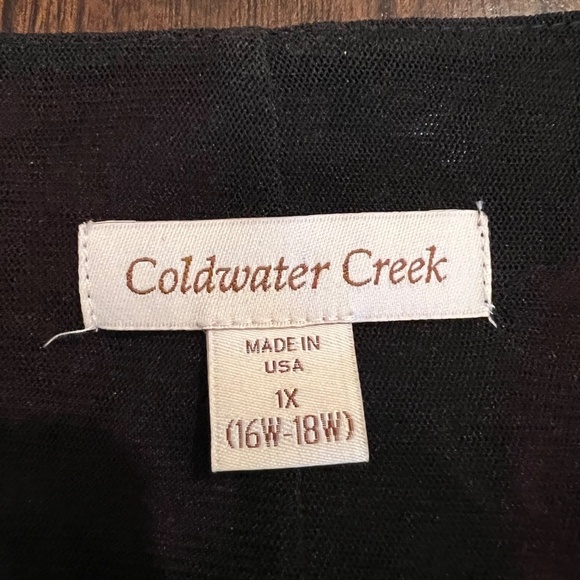 Coldwater Creek
MADE IN
USA
1X
(16W-18W)